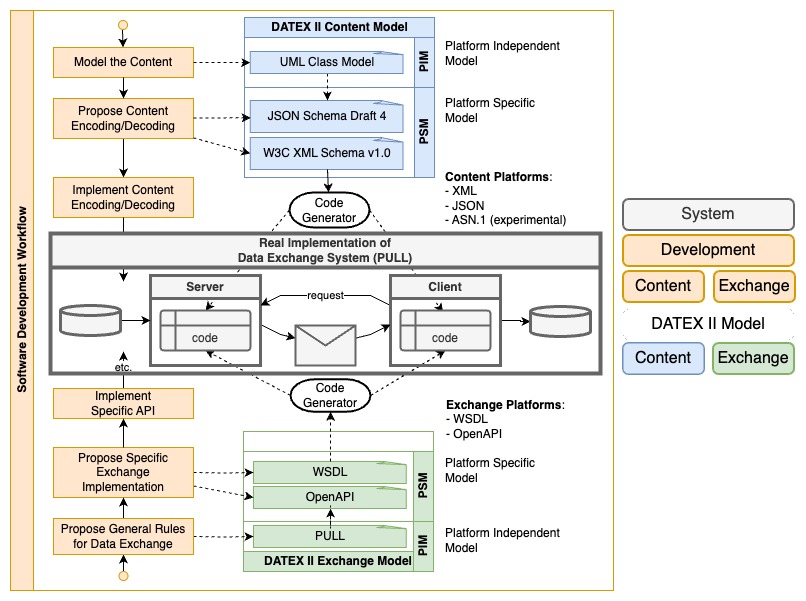 Software Development Workflow
DATEX II Content Model
Model the Content
UML Class Model
PIM
Platform Independent
Model
Propose Content
Encoding/Decoding
JSON Schema Draft 4
W3C XML Schema v1.0
PSM
Platform Specific
Model
Implement Content
Encoding/Decoding
Content Platforms:
- XML
- JSON
- ASN.1 (experimental)
Code
Generator
Real Implementation of
Data Exchange System (PULL)
Server
code
request
Client
code
etc.
Implement
Specific API
Code
Generator
Exchange Platforms:
- WSDL
- OpenAPI
Propose Specific
Exchange
Implementation
WSDL
OpenAPI
PSM
Platform Specific
Model
Propose General Rules
for Data Exchange
PULL
PIM
Platform Independent
Model
DATEX II Exchange Model
System
Development
Content
Exchange
DATEX II Model
Content
Exchange